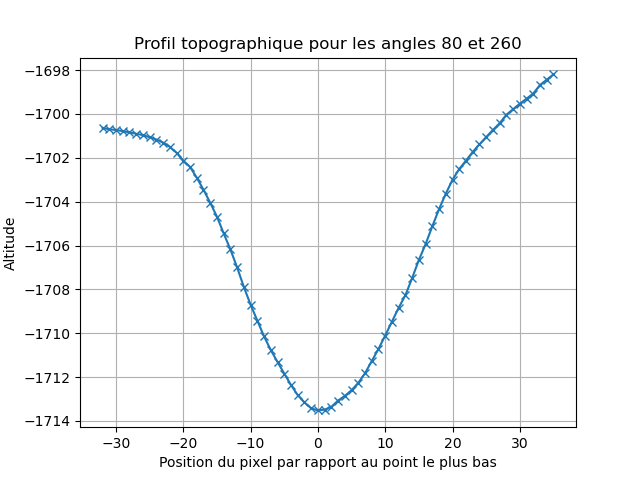 Profil topographique pour les angles 80 et 260
−1698
−1700
−1702
−1704
−1706
−1708
−1710
−1712
−1714
Altitude
−30 −20 −10 0 10 20 30
Position du pixel par rapport au point le plus bas